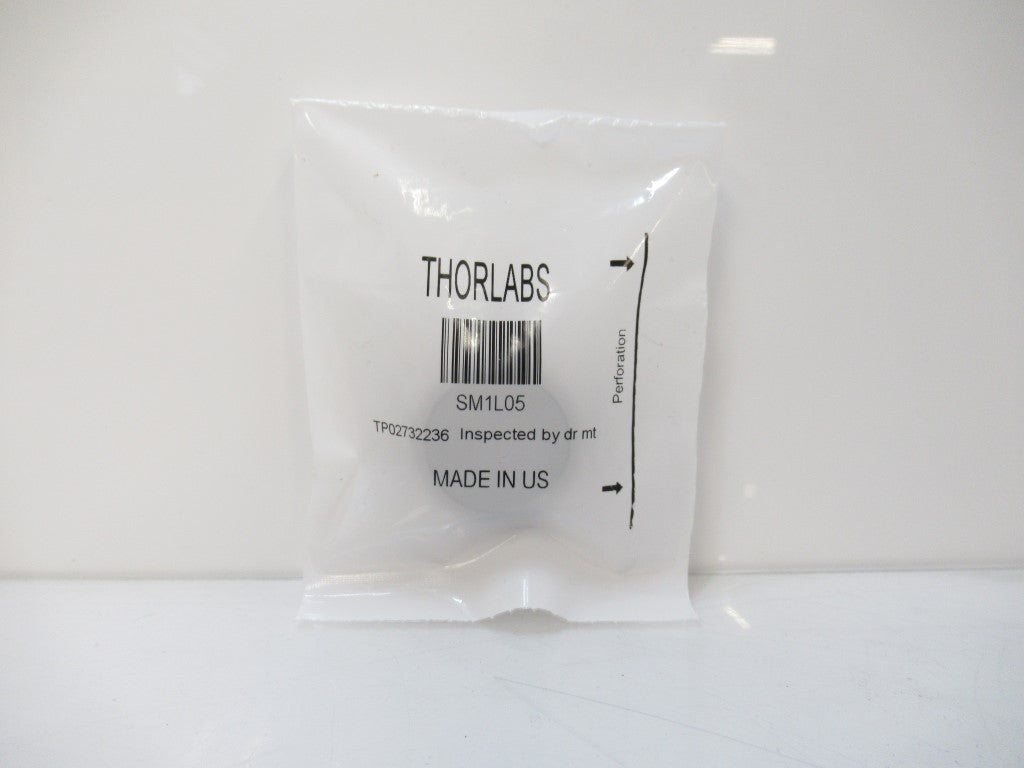 THORLABS
SM1L05
TP02732236 Inspected by dr mt
MADE IN US
Perforation